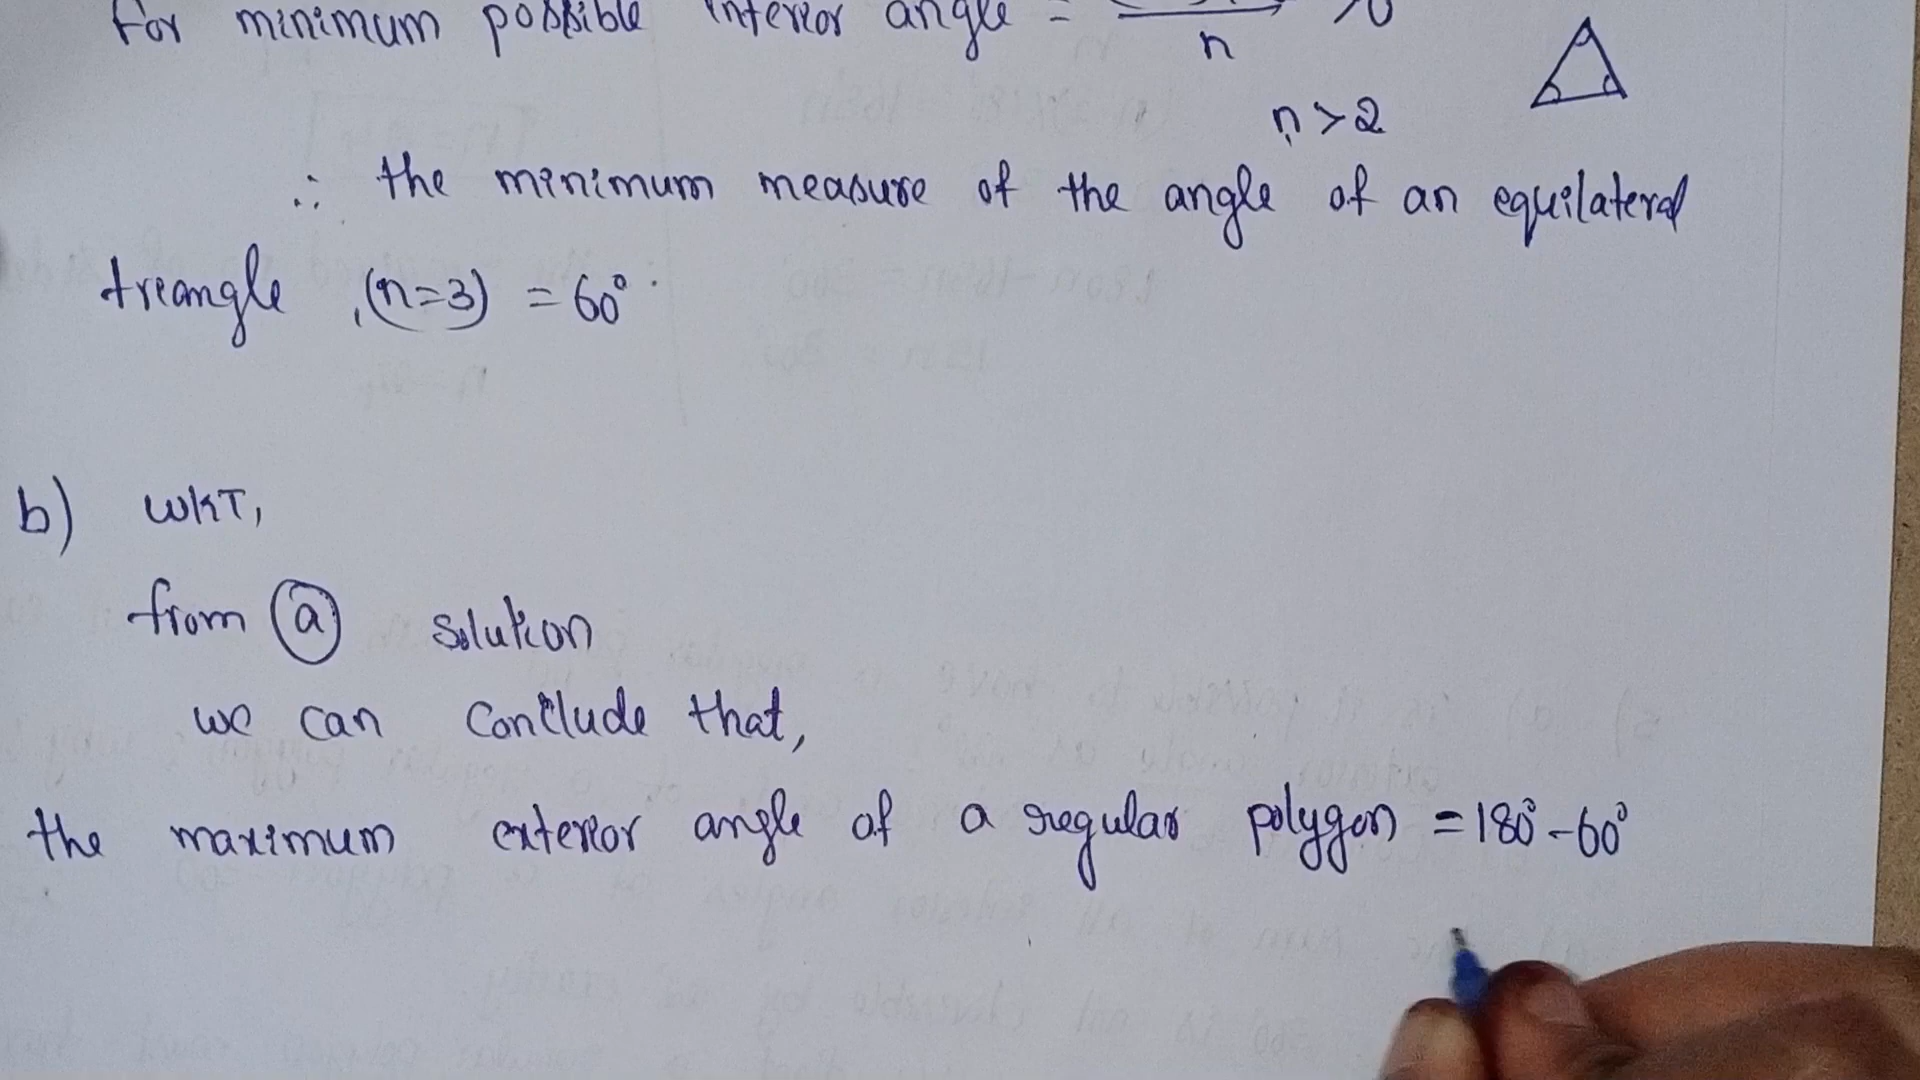 For minimum possible interior angle = n >0
n > 2
∴ the minimum measure of the angle of an equilateral
triangle, (n=3) = 60°.
b) WKT,
from (a) solution
we can conclude that,
the maximum exterior angle of a regular polygon = 180° - 60°